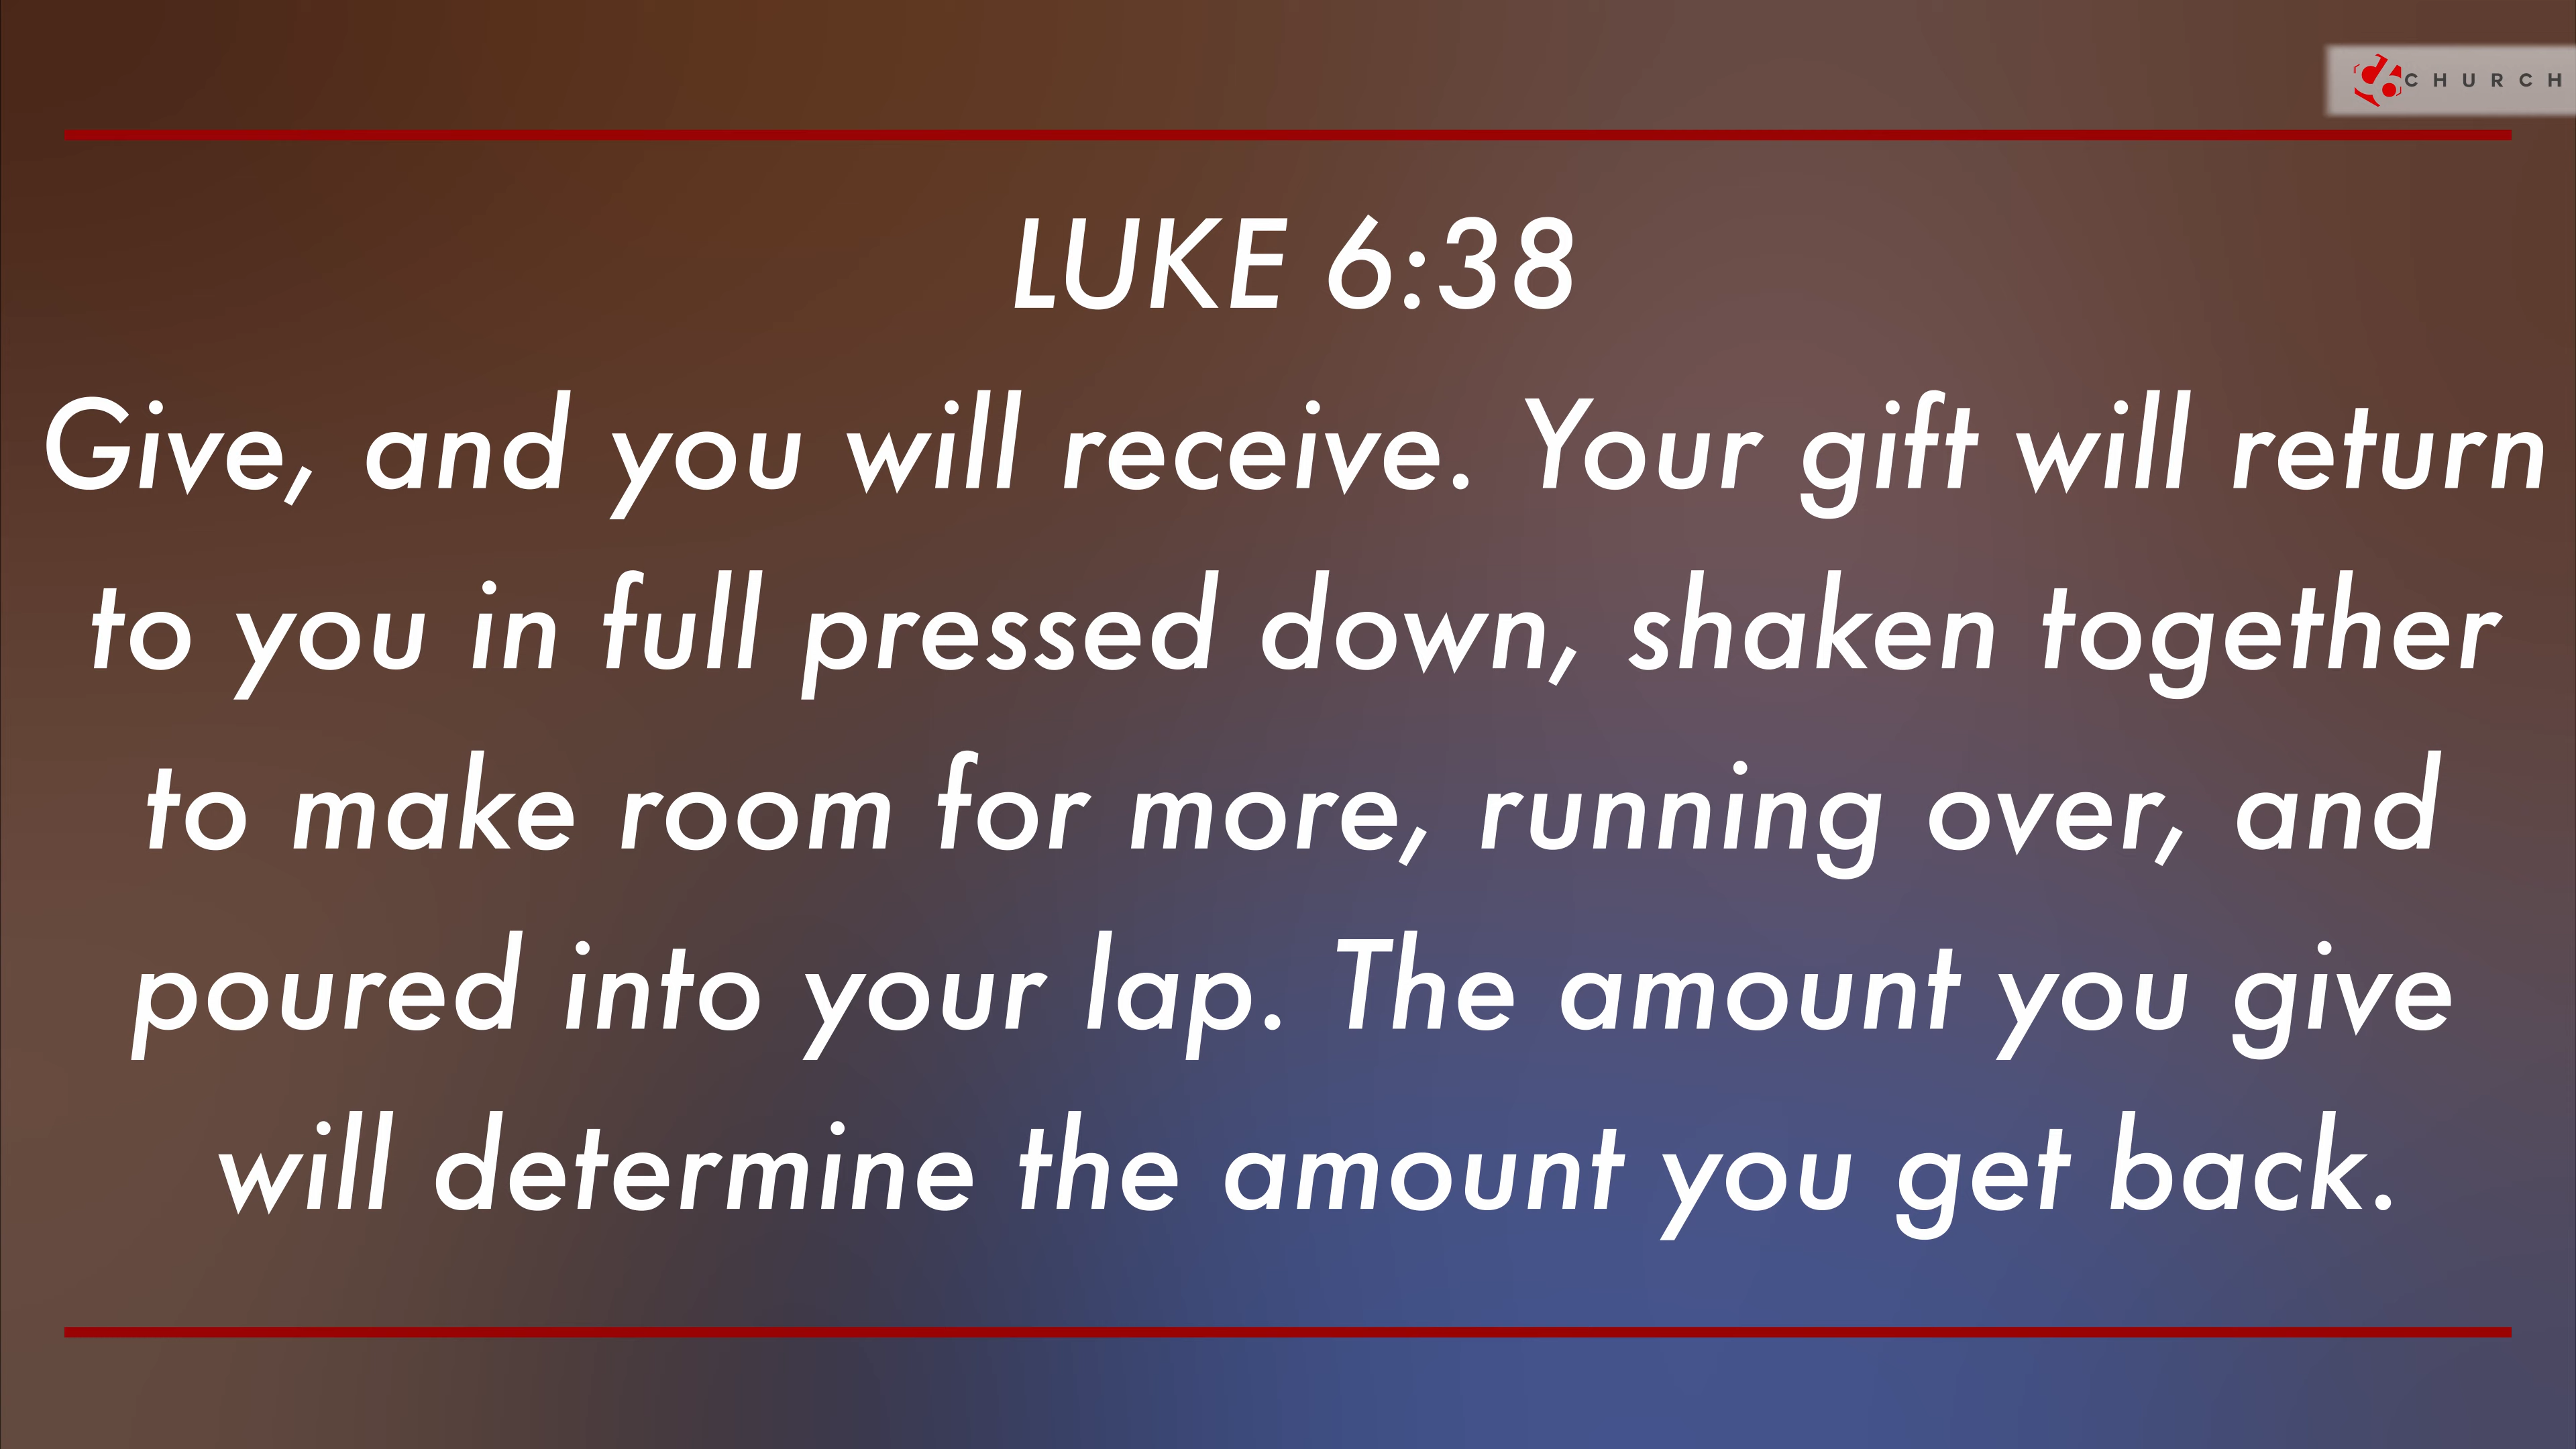 CHURCH
LUKE 6:38
Give, and you will receive. Your gift will return
to you in full pressed down, shaken together
to make room for more, running over, and
poured into your lap. The amount you give
will determine the amount you get back.